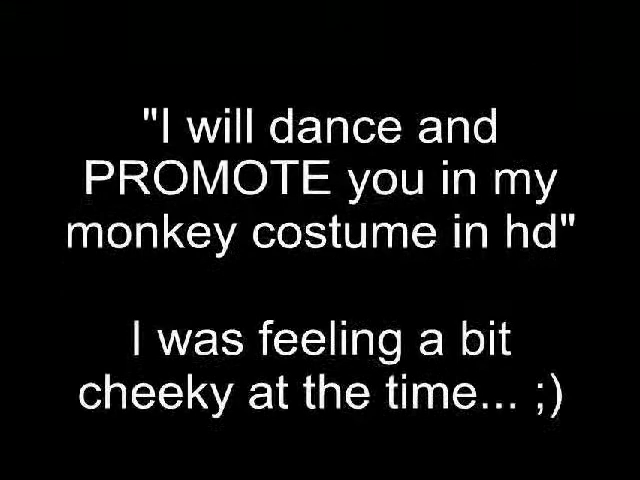 "I will dance and
PROMOTE you in my
monkey costume in hd"
I was feeling a bit
cheeky at the time... ;)